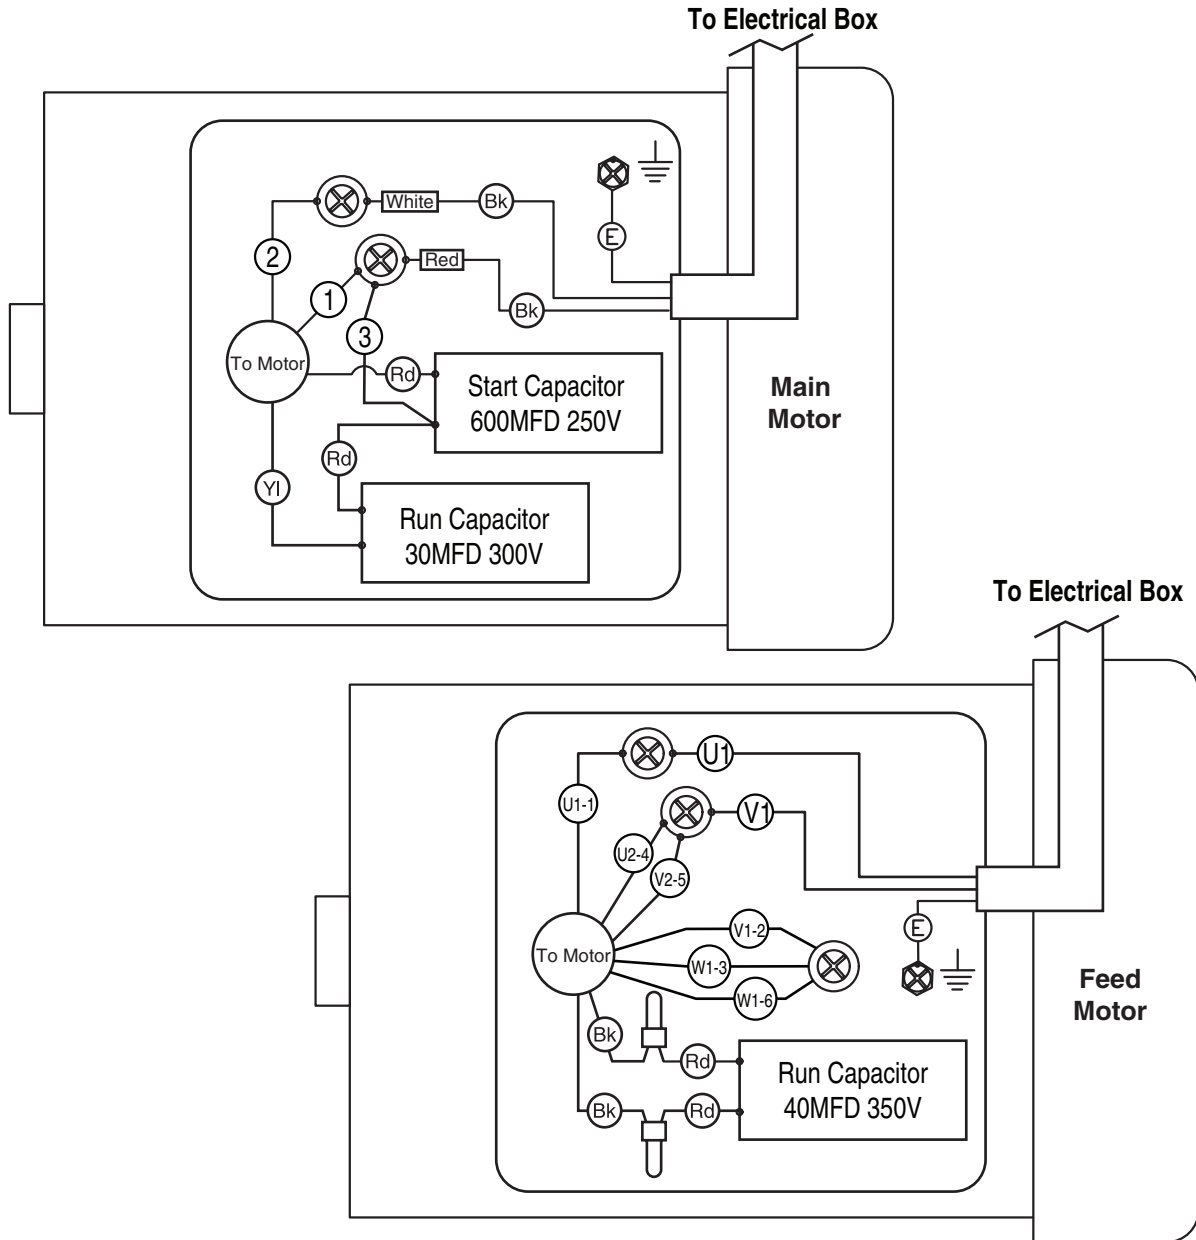 To Electrical Box
White
Bk
E
2
Red
1
Bk
3
To Motor
Rd
Start Capacitor
600MFD 250V
Main
Motor
Rd
Yl
Run Capacitor
30MFD 300V
To Electrical Box
U1
U1-1
V1
U2-4
V2-5
V1-2
E
To Motor
W1-3
W1-6
Feed
Motor
Bk
Rd
Run Capacitor
40MFD 350V
Bk
Rd